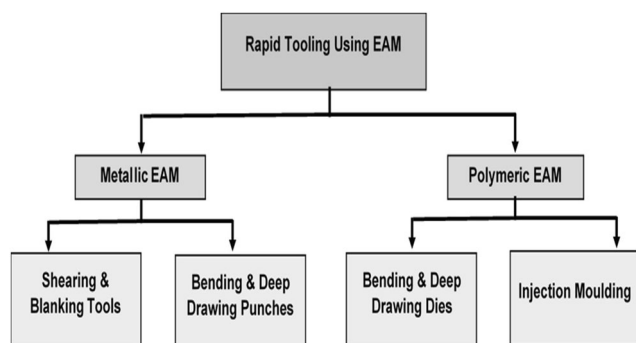 Rapid Tooling Using EAM
Metallic EAM
Polymeric EAM
Shearing &
Blanking Tools
Bending & Deep
Drawing Punches
Bending & Deep
Drawing Dies
Injection Moulding